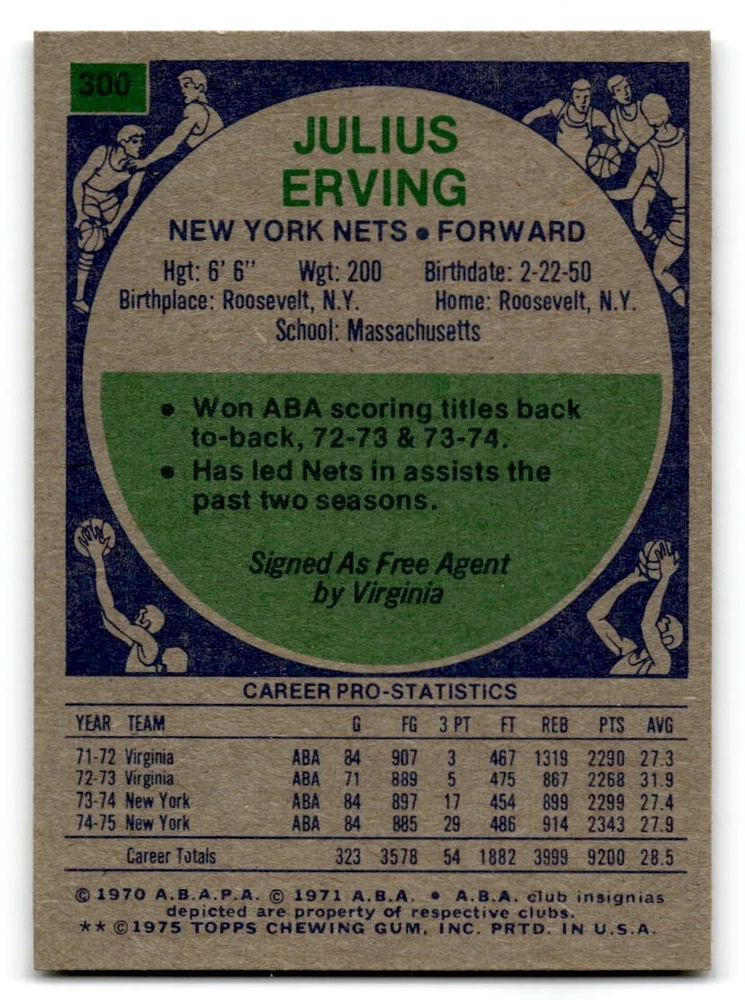 300
JULIUS
ERVING
NEW YORK NETS • FORWARD
Hgt: 6' 6" Wgt: 200 Birthdate: 2-22-50
Birthplace: Roosevelt, N.Y. Home: Roosevelt, N.Y.
School: Massachusetts
• Won ABA scoring titles back
to-back, 72-73 & 73-74.
• Has led Nets in assists the
past two seasons.
Signed As Free Agent
by Virginia
CAREER PRO-STATISTICS
YEAR TEAM G FG 3 PT FT REB PTS AVG
71-72 Virginia ABA 84 907 3 467 1319 2290 27.3
72-73 Virginia ABA 71 889 5 475 867 2268 31.9
73-74 New York ABA 84 897 17 454 899 2299 27.4
74-75 New York ABA 84 885 29 486 914 2343 27.9
Career Totals 323 3578 54 1882 3999 9200 28.5
© 1970 A.B.A.P.A. © 1971 A.B.A. • A.B.A. club insignias
depicted are property of respective clubs.
** © 1975 TOPPS CHEWING GUM, INC. PRTD. IN U.S.A.